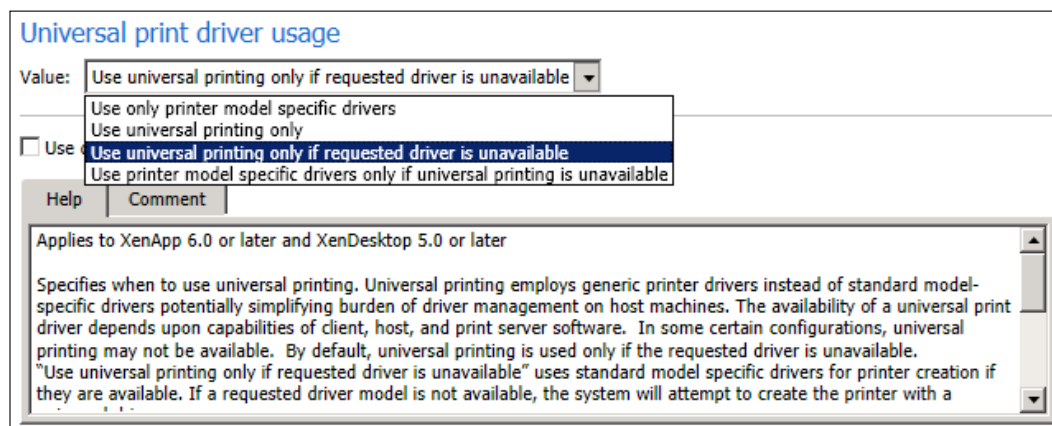 Universal print driver usage
Value: Use universal printing only if requested driver is unavailable
Use only printer model specific drivers
Use universal printing only
Use
Use universal printing only if requested driver is unavailable
Use printer model specific drivers only if universal printing is unavailable
Help Comment
Applies to XenApp 6.0 or later and XenDesktop 5.0 or later
Specifies when to use universal printing. Universal printing employs generic printer drivers instead of standard model-
specific drivers potentially simplifying burden of driver management on host machines. The availability of a universal print
driver depends upon capabilities of client, host, and print server software. In some certain configurations, universal
printing may not be available. By default, universal printing is used only if the requested driver is unavailable.
"Use universal printing only if requested driver is unavailable" uses standard model specific drivers for printer creation if
they are available. If a requested driver model is not available, the system will attempt to create the printer with a